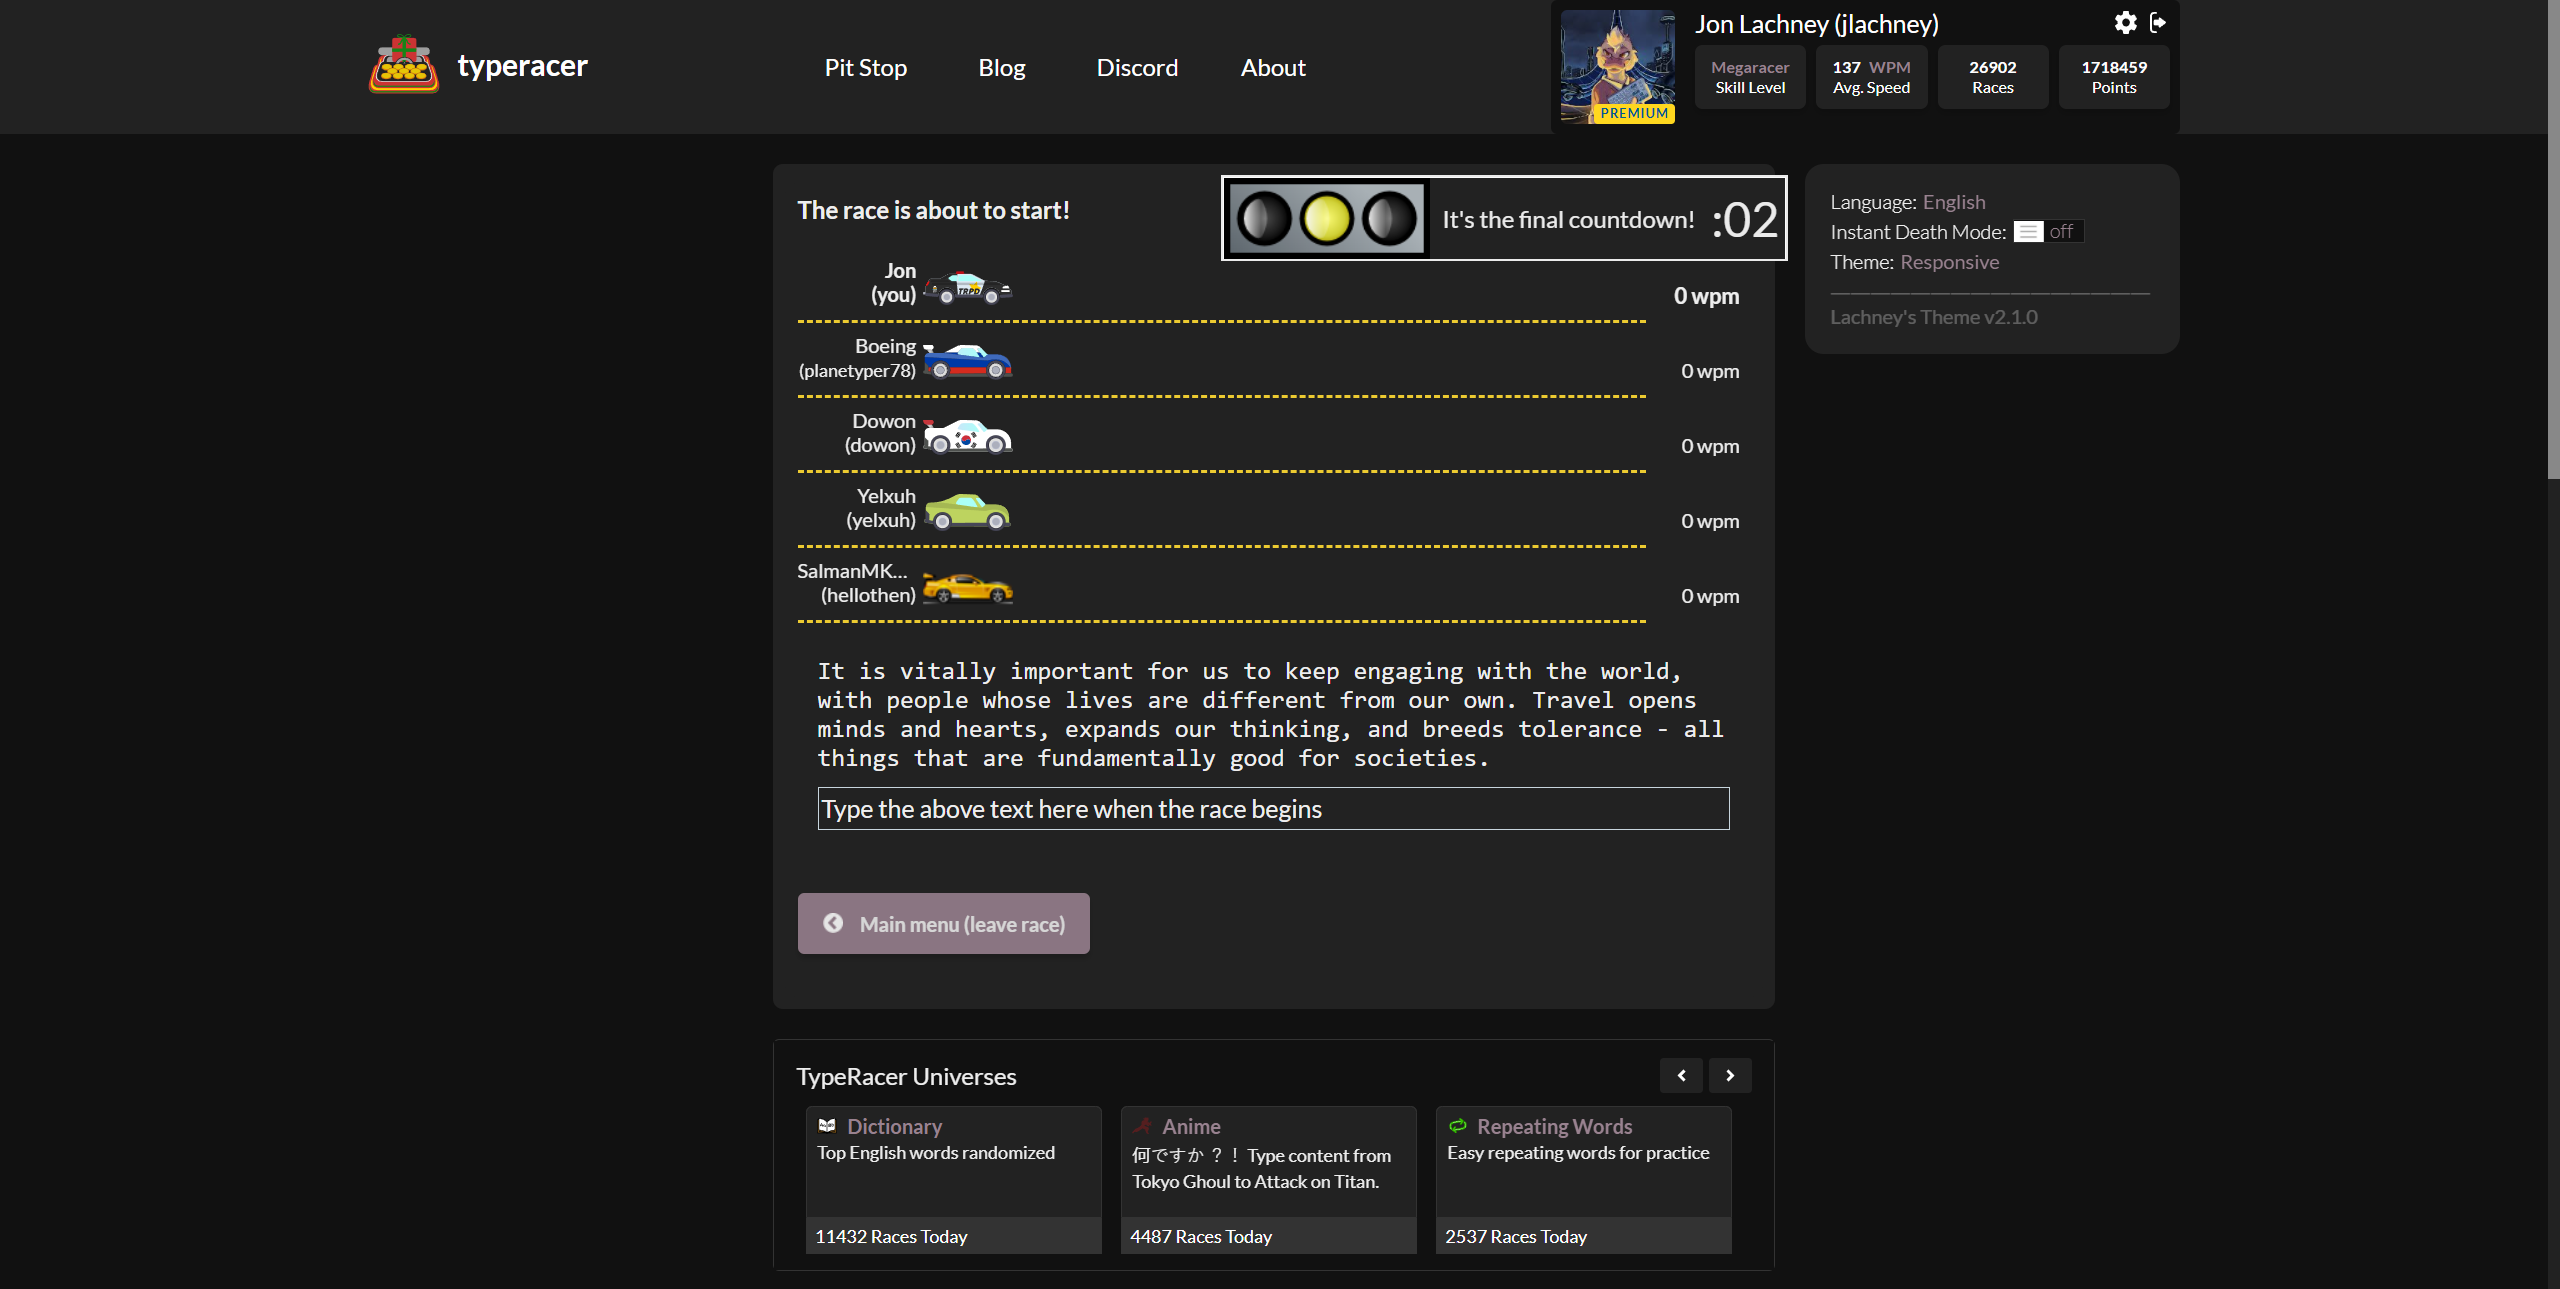 typeracer
Pit Stop
Blog
Discord
About
PREMIUM
Jon Lachney (jlachney)
Megaracer
Skill Level
137 WPM
Avg. Speed
26902
Races
1718459
Points
The race is about to start!
It's the final countdown! :02
Jon
(you)
TRPD
0 wpm
Boeing
(planetyper78)
0 wpm
Dowon
(dowon)
0 wpm
Yelxuh
(yelxuh)
0 wpm
SalmanMK...
(hellothen)
0 wpm
It is vitally important for us to keep engaging with the world,
with people whose lives are different from our own. Travel opens
minds and hearts, expands our thinking, and breeds tolerance - all
things that are fundamentally good for societies.
Type the above text here when the race begins
Main menu (leave race)
Language: English
Instant Death Mode: off
Theme: Responsive
Lachney's Theme v2.1.0
TypeRacer Universes
Dictionary
Top English words randomized
11432 Races Today
Anime
何ですか？！ Type content from
Tokyo Ghoul to Attack on Titan.
4487 Races Today
Repeating Words
Easy repeating words for practice
2537 Races Today